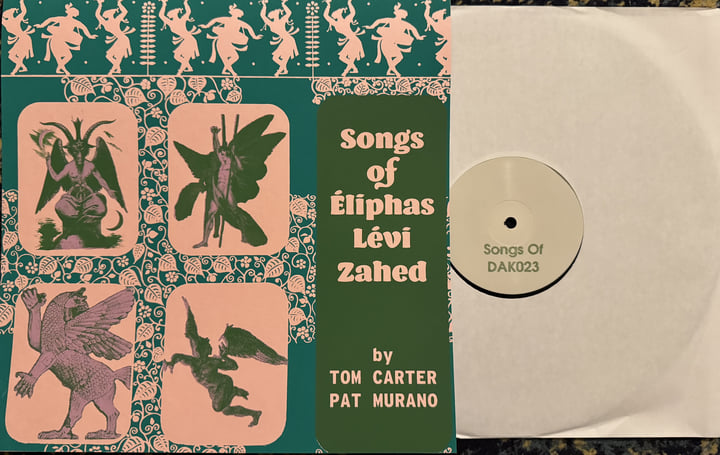 Songs
of
Éliphas
Lévi
Zahed
by
TOM CARTER
PAT MURANO
Songs Of
DAK023